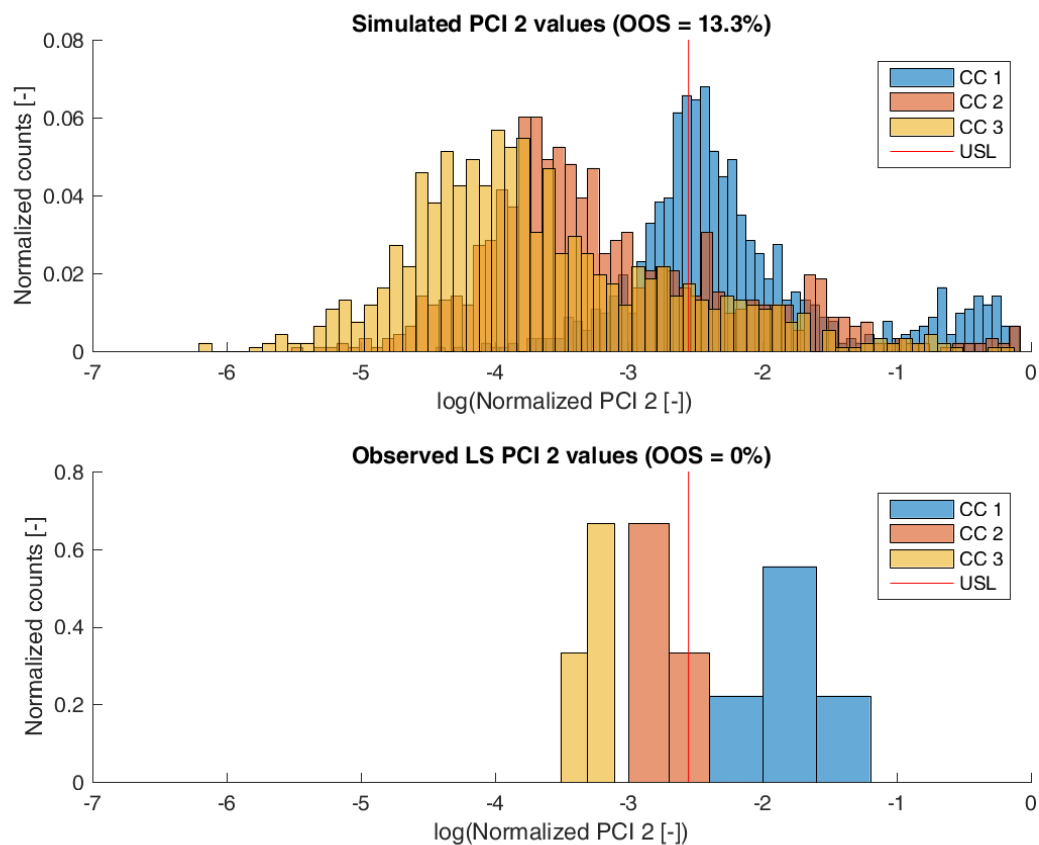 Simulated PCI 2 values (OOS = 13.3%)
Normalized counts [-]
0.08
0.06
0.04
0.02
0
-7
-6
-5
-4
-3
-2
-1
0
log(Normalized PCI 2 [-])
CC 1
CC 2
CC 3
USL
Observed LS PCI 2 values (OOS = 0%)
Normalized counts [-]
0.8
0.6
0.4
0.2
0
-7
-6
-5
-4
-3
-2
-1
0
log(Normalized PCI 2 [-])
CC 1
CC 2
CC 3
USL